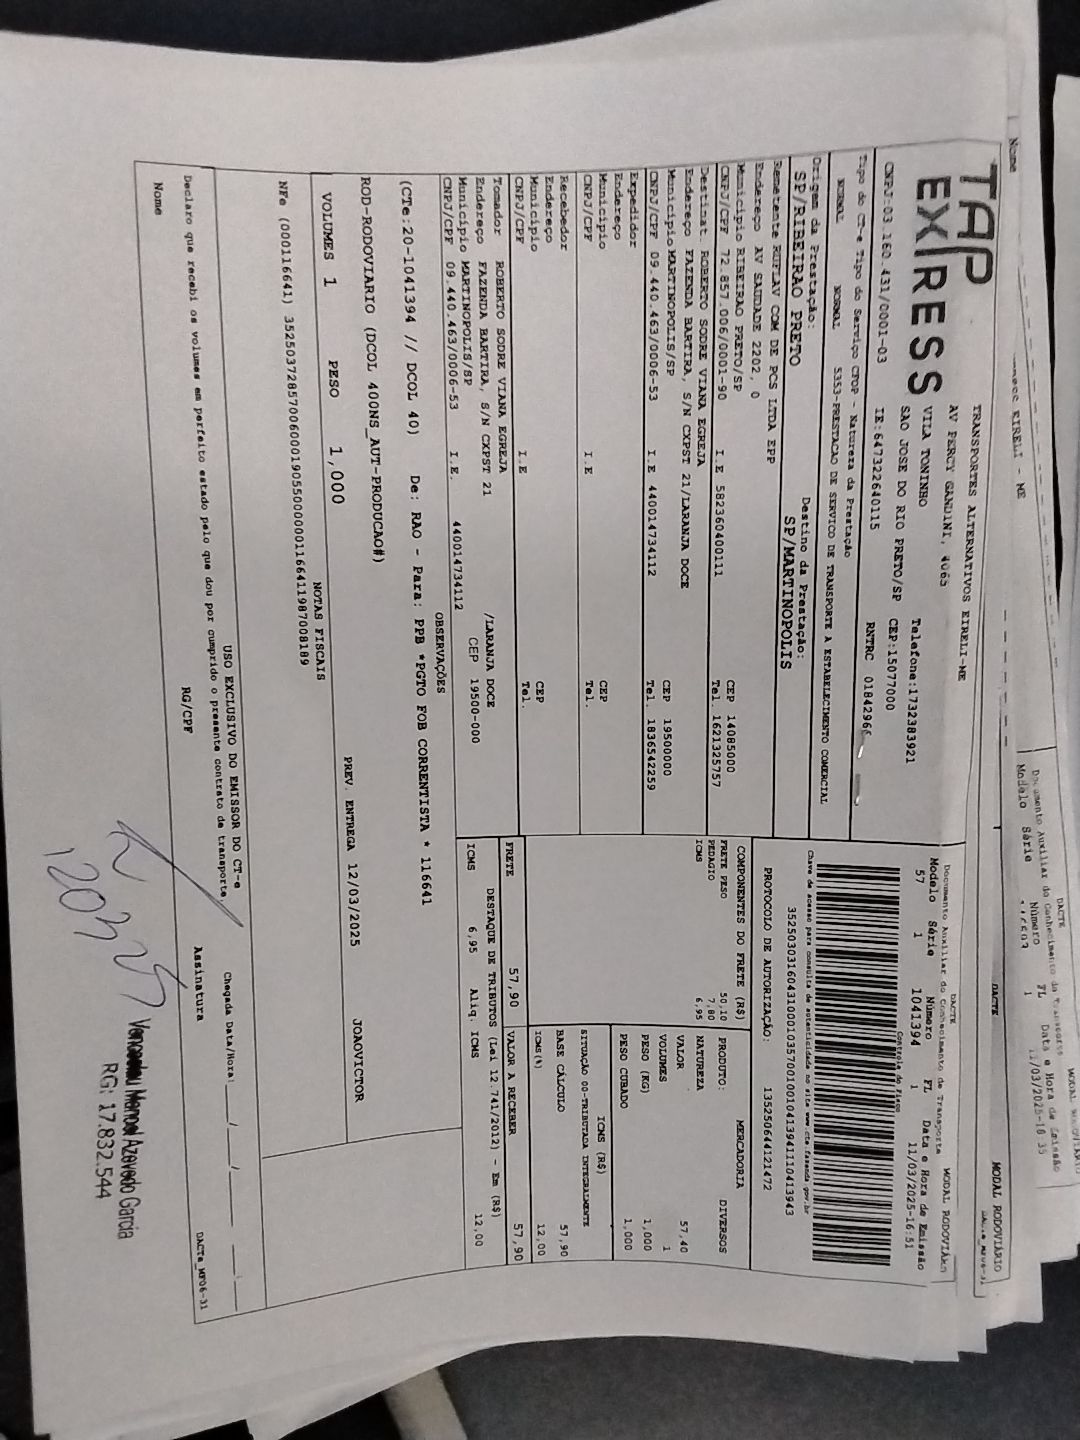 TAP EXPRESS
TRANSPORTES ALTERNATIVOS EIRELI-ME
AV PERCY GANDINI, 4065
VILA TONINHO Telefone:1732383921
SAO JOSE DO RIO PRETO/SP CEP:15077000
CNPJ:03.160.431/0001-03 IE:647322640115 RNTRC 01842966
Tipo do CT-e Tipo do Serviço CFOP - Natureza da Prestação
NORMAL NORMAL 5353-PRESTACAO DE SERVICO DE TRANSPORTE A ESTABELECIMENTO COMERCIAL
DACTE MODAL RODOVIÁRIO
Documento Auxiliar do Conhecimento de Transporte
Modelo Série Número FL Data e Hora de Emissão
57 1 1041394 1 11/03/2025-16:51
Controle do Fisco
Chave de acesso para consulta de autenticidade no site www.cte.fazenda.gov.br
PROTOCOLO DE AUTORIZAÇÃO: 135250644121472
Origem da Prestação: Destino da Prestação:
SP/RIBEIRAO PRETO SP/MARTINOPOLIS
Remetente RUFLAV COM DE PCS LTDA EPP
Endereço AV SAUDADE 2202, 0
Município RIBEIRAO PRETO/SP CEP 14085000
CNPJ/CPF 72.857.006/0001-90 I.E 582360400111 Tel. 1621325757
Destinat. ROBERTO SODRE VIANA EGREJA
Endereço FAZENDA BARTIRA, S/N CXPST 21/LARANJA DOCE
Município MARTINOPOLIS/SP CEP 19500000
CNPJ/CPF 09.440.463/0006-53 I.E 440014734112 Tel. 1836542259
Expedidor
Endereço
Município CEP
CNPJ/CPF I.E Tel.
Recebedor
Endereço
Município CEP
CNPJ/CPF I.E Tel.
Tomador ROBERTO SODRE VIANA EGREJA
Endereço FAZENDA BARTIRA, S/N CXPST 21 /LARANJA DOCE
Município MARTINOPOLIS/SP CEP 19500-000
CNPJ/CPF 09.440.463/0006-53 I.E. 440014734112
COMPONENTES DO FRETE (R$)
FRETE PESO 50,10
PEDAGIO 7,80
ICMS 6,95
MERCADORIA
PRODUTO: DIVERSOS
NATUREZA
VALOR 57,40
VOLUMES 1
PESO (KG) 1,000
PESO CUBADO 1,000
ICMS (R$)
SITUAÇÃO 00-TRIBUTADA INTEGRALMENTE
BASE CÁLCULO 57,90
ICMS(%) 12,00
FRETE 57,90 VALOR A RECEBER 57,90
DESTAQUE DE TRIBUTOS (Lei 12.741/2012) - Em (R$)
ICMS 6,95 Aliq. ICMS 12,00
OBSERVAÇÕES
(CTe:20-1041394 // DCOL 40) De: RAO - Para: PPB *PGTO FOB CORRENTISTA * 116641
ROD-RODOVIARIO (DCOL 400NS_AUT-PRODUCAO#)
PREV. ENTREGA 12/03/2025 JOAOVICTOR
VOLUMES 1 PESO 1,000
NOTAS FISCAIS
USO EXCLUSIVO DO EMISSOR DO CT-e
Declaro que recebi os volumes em perfeito estado pelo que dou por cumprido o presente contrato de transporte
Chegada Data/Hora: __/__/__ __:__
Nome RG/CPF Assinatura
DACTe_MP06-31
Azevedo Garcia
RG: 17.832.544